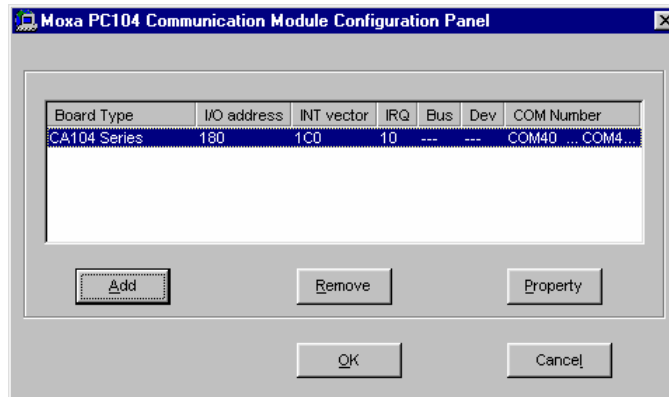 Moxa PC104 Communication Module Configuration Panel
Board Type I/O address INT vector IRQ Bus Dev COM Number
CA104 Series 180 1C0 10 --- --- COM40 ... COM4...
Add Remove Property
OK Cancel